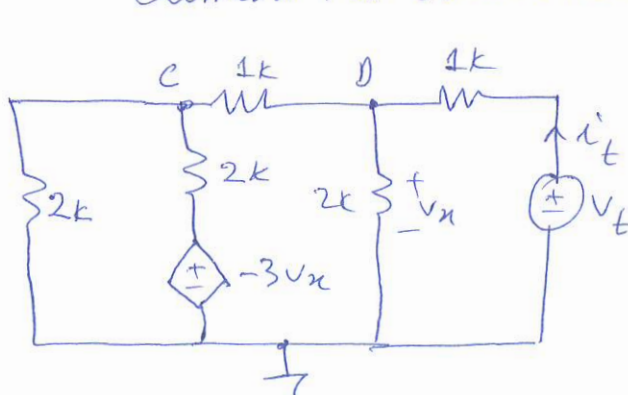 C 1k D 1k
i_t
2k 2k 2k + v_x − ± v_t
± -3v_x